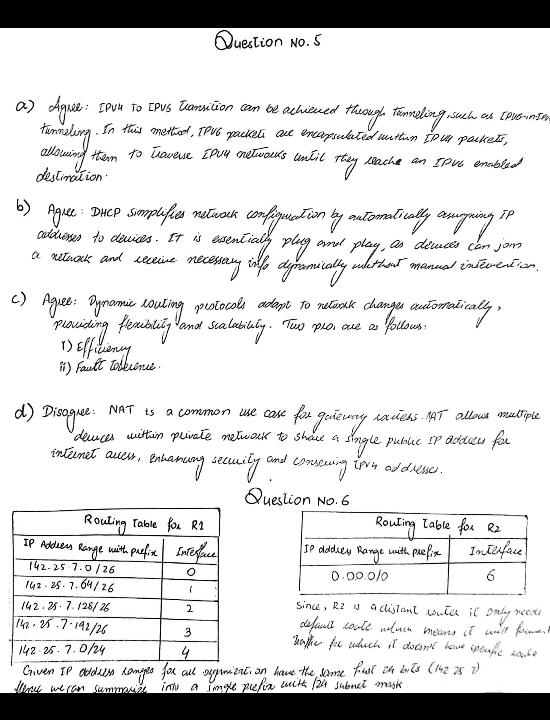 Question No. 5
a) Agree: IPV4 To IPV6 Transition can be achieved through Tunneling, such as IPV6-in-IPV
tunneling. In this method, IPV6 packets are encapsulated within IPV4 packets,
allowing them to traverse IPV4 networks until they reache an IPV6 enabled
destination.
b) Agree: DHCP simplifies network configuration by automatically assigning IP
addresses to devices. IT is essentially plug and play, as devices can join
a network and receive necessary info dynamically without manual intervention.
c) Agree: Dynamic routing protocols adapt to network changes automatically,
providing flexibility and scalability. Two pros are as follows:
i) Efficiency
ii) Fault tolerence.
d) Disagree: NAT is a common use case for gateway routers. NAT allows multiple
devices within private network to share a single public IP address for
internet access, enhancing security and conserving IPV4 addresses.
Question No. 6
Routing Table for R1
IP Address Range with prefix Interface
142.25.7.0/26 0
142.25.7.64/26 1
142.25.7.128/26 2
142.25.7.192/26 3
142.25.7.0/24 4
Routing Table for R2
IP address Range with prefix Interface
0.00.0/0 6
Since, R2 is a distant router it only needs
default route which means it will forward
traffic for which it doesn't have specific route
Given IP address ranges for all organization have the same first 24 bits (142 25 7)
Hence we can summarize into a single prefix with /24 subnet mask